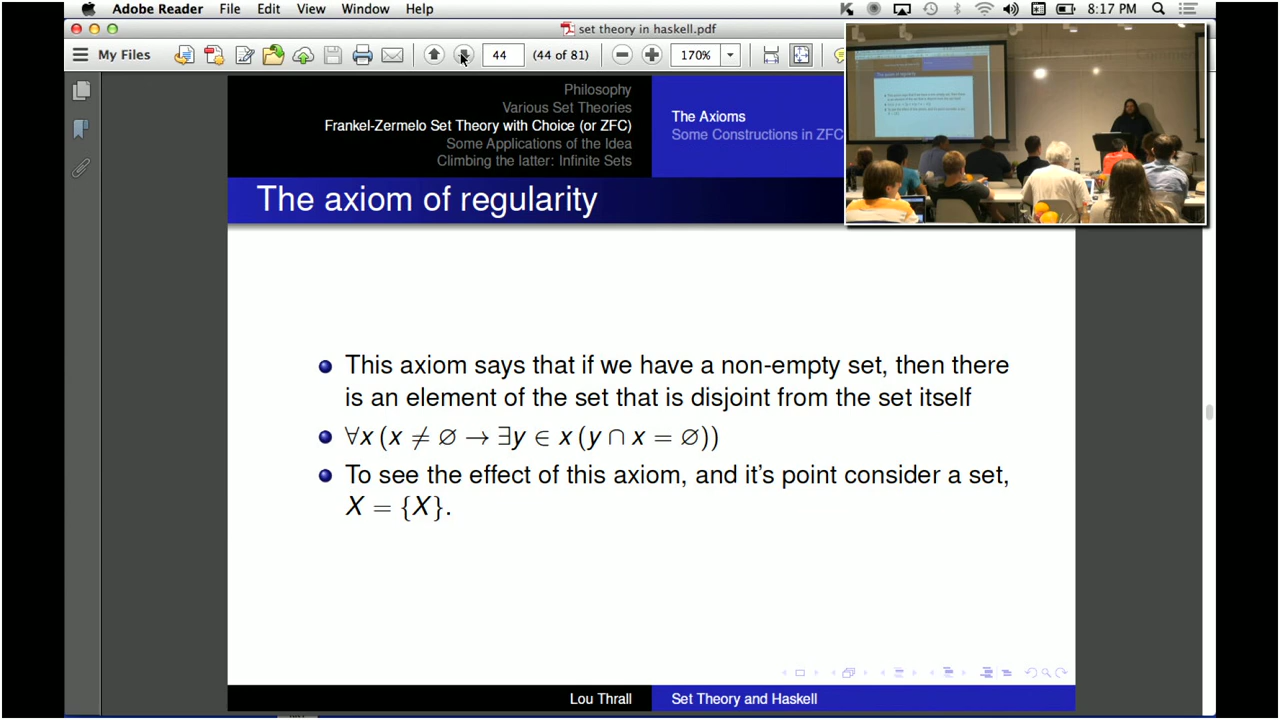 Adobe Reader File Edit View Window Help 8:17 PM
set theory in haskell.pdf
My Files 44 (44 of 81) 170%
Philosophy
Various Set Theories
Frankel-Zermelo Set Theory with Choice (or ZFC)
Some Applications of the Idea
Climbing the latter: Infinite Sets
The Axioms
Some Constructions in ZFC
The axiom of regularity
This axiom says that if we have a non-empty set, then there
is an element of the set that is disjoint from the set itself
∀x (x ≠ ∅ → ∃y ∈ x (y ∩ x = ∅))
To see the effect of this axiom, and it's point consider a set,
X = {X}.
Lou Thrall Set Theory and Haskell